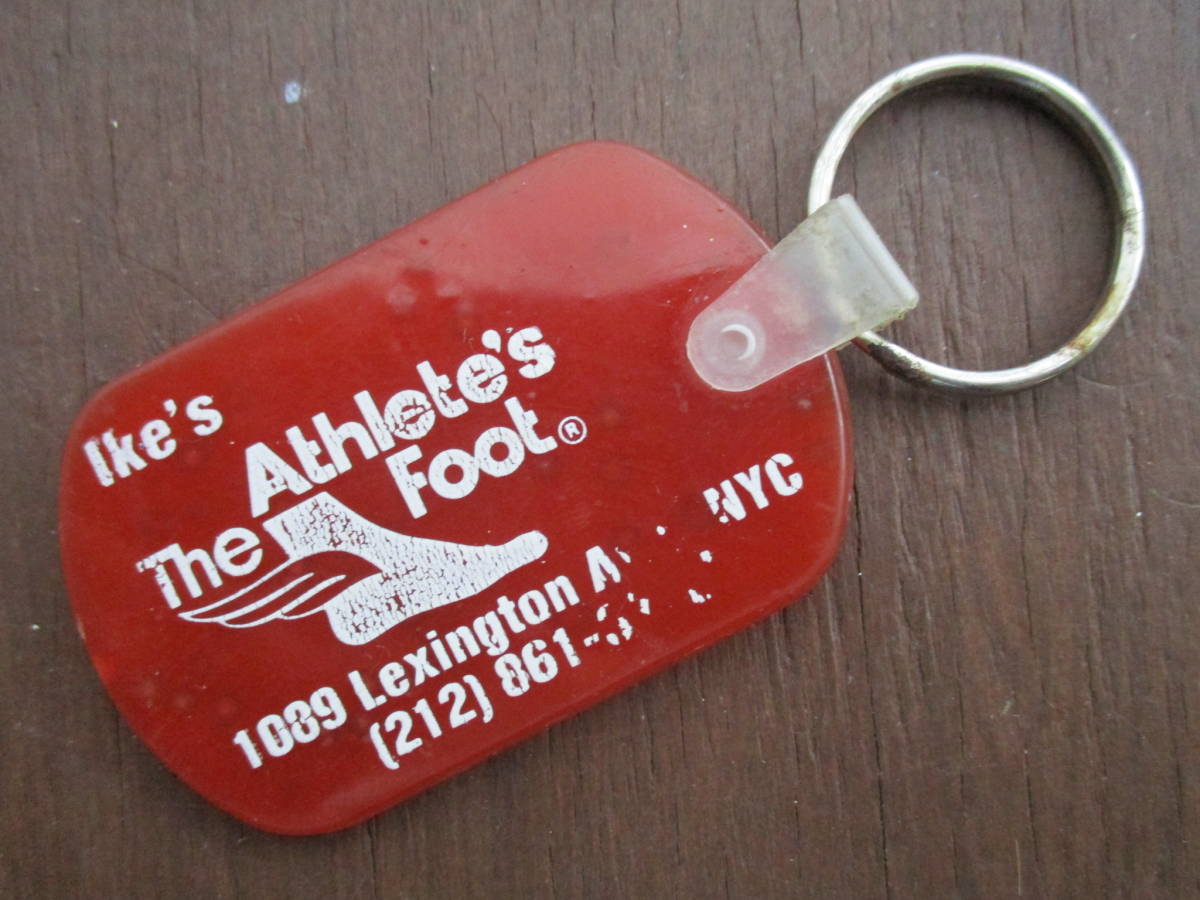 Ike's
The Athlete's
Foot®
1089 Lexington A NYC
(212) 861-